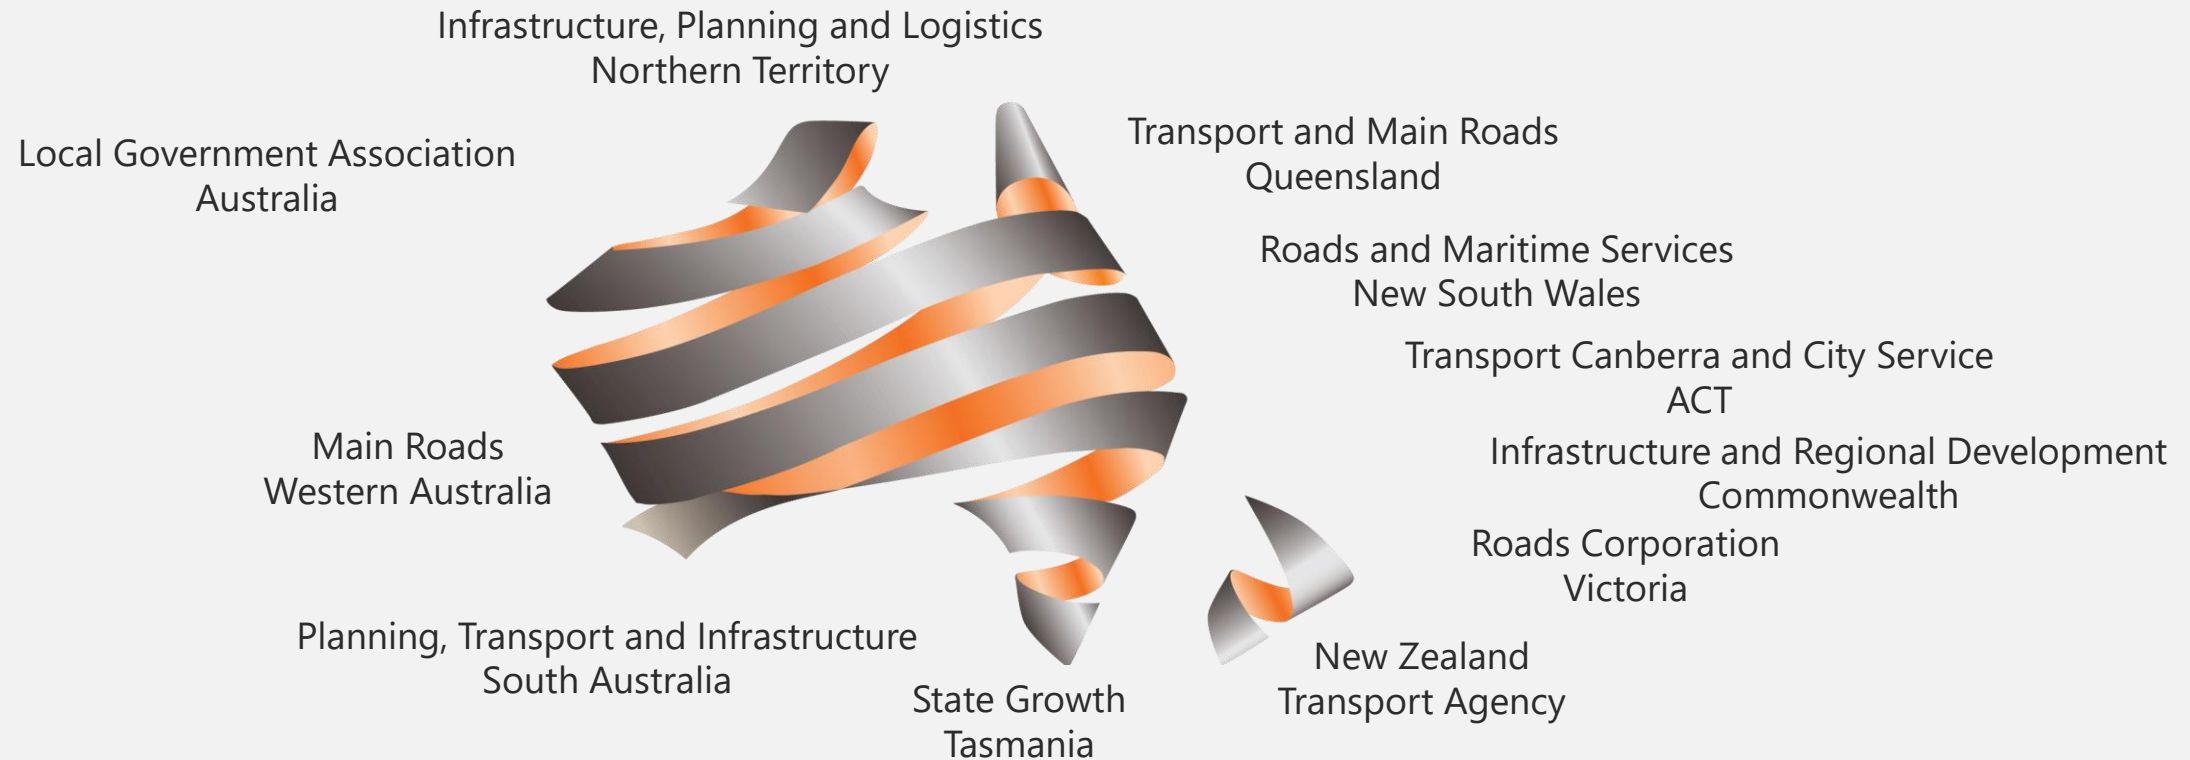 Infrastructure, Planning and Logistics
Northern Territory
Local Government Association
Australia
Transport and Main Roads
Queensland
Roads and Maritime Services
New South Wales
Transport Canberra and City Service
ACT
Main Roads
Western Australia
Infrastructure and Regional Development
Commonwealth
Roads Corporation
Victoria
Planning, Transport and Infrastructure
South Australia
New Zealand
Transport Agency
State Growth
Tasmania